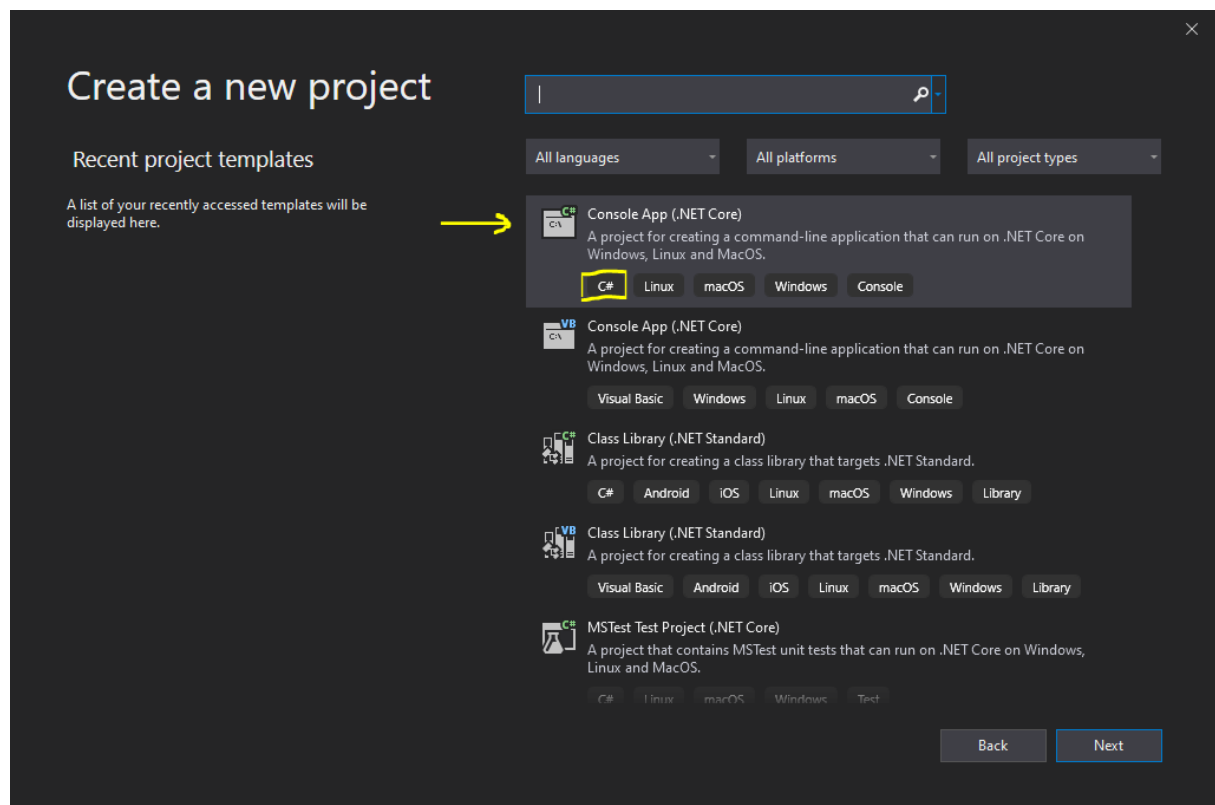 Create a new project
Recent project templates
A list of your recently accessed templates will be
displayed here.
All languages
All platforms
All project types
C#
C:\
Console App (.NET Core)
A project for creating a command-line application that can run on .NET Core on
Windows, Linux and MacOS.
C# Linux macOS Windows Console
VB
C:\
Console App (.NET Core)
A project for creating a command-line application that can run on .NET Core on
Windows, Linux and MacOS.
Visual Basic Windows Linux macOS Console
C#
Class Library (.NET Standard)
A project for creating a class library that targets .NET Standard.
C# Android iOS Linux macOS Windows Library
VB
Class Library (.NET Standard)
A project for creating a class library that targets .NET Standard.
Visual Basic Android iOS Linux macOS Windows Library
C#
MSTest Test Project (.NET Core)
A project that contains MSTest unit tests that can run on .NET Core on Windows,
Linux and MacOS.
C# Linux macOS Windows Test
Back
Next